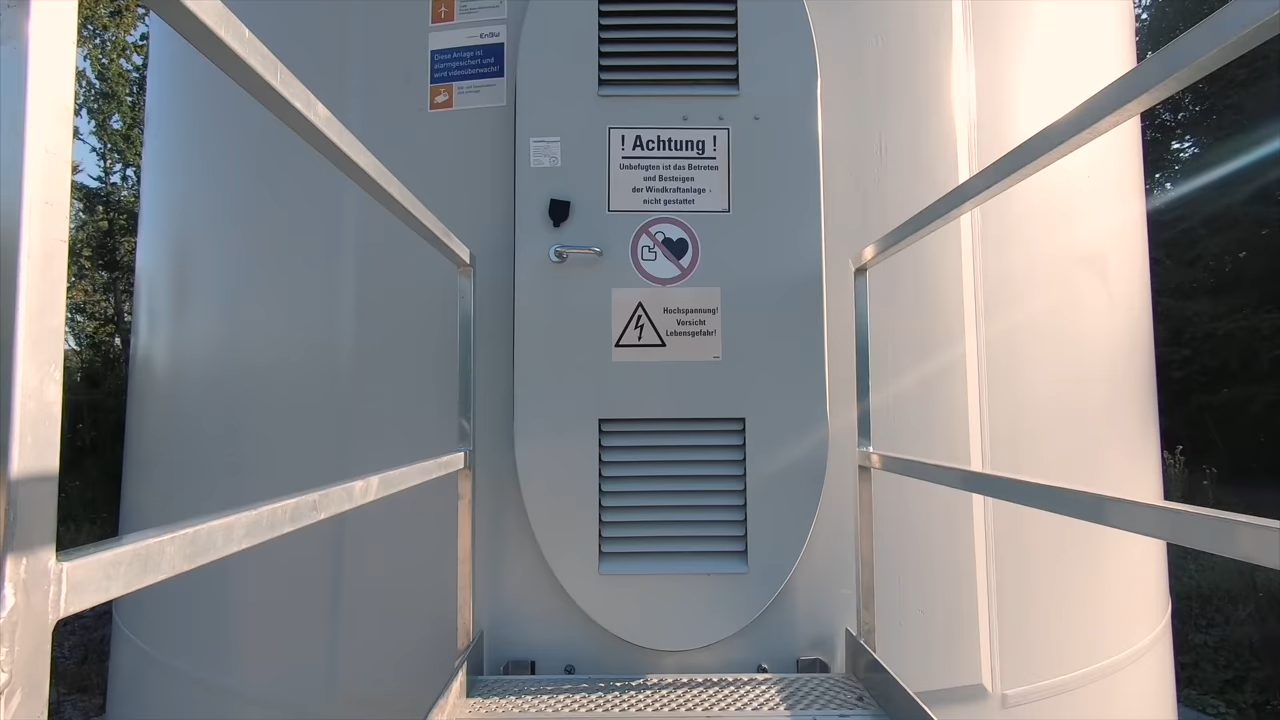 EnBW
Diese Anlage ist
alarmgesichert und
wird videoüberwacht!
! Achtung !
Unbefugten ist das Betreten
und Besteigen
der Windkraftanlage
nicht gestattet
Hochspannung!
Vorsicht
Lebensgefahr!